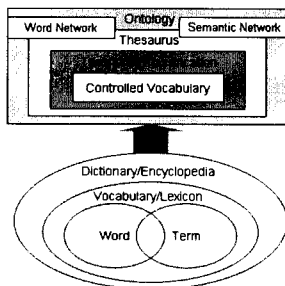 Ontology
Word Network
Semantic Network
Thesaurus
Controlled Vocabulary
Dictionary/Encyclopedia
Vocabulary/Lexicon
Word
Term